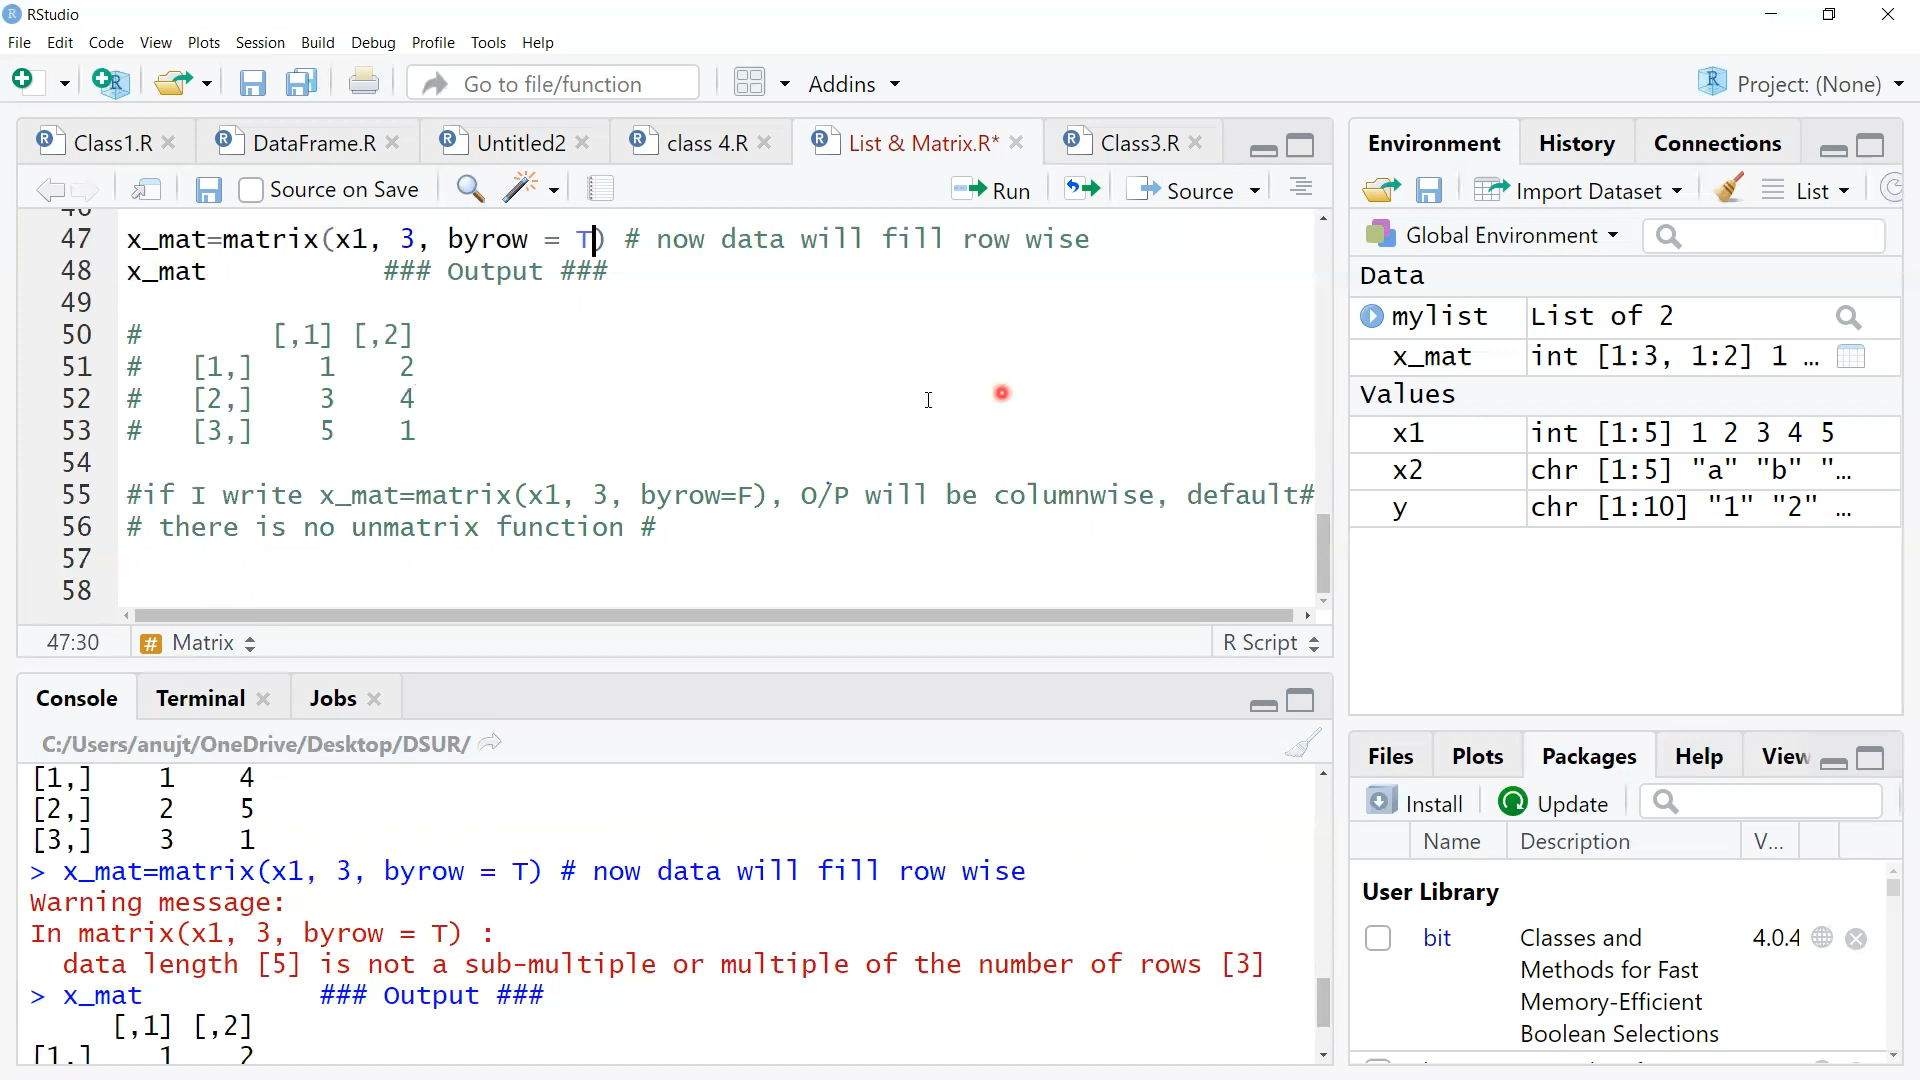 RStudio
File Edit Code View Plots Session Build Debug Profile Tools Help
Go to file/function Addins Project: (None)
Class1.R DataFrame.R Untitled2 class 4.R List & Matrix.R* Class3.R
Source on Save Run Source
47 x_mat=matrix(x1, 3, byrow = T) # now data will fill row wise
48 x_mat ### Output ###
49
50 # [,1] [,2]
51 # [1,] 1 2
52 # [2,] 3 4
53 # [3,] 5 1
54
55 #if I write x_mat=matrix(x1, 3, byrow=F), O/P will be columnwise, default#
56 # there is no unmatrix function #
57
58
47:30 Matrix R Script
Console Terminal Jobs
C:/Users/anujt/OneDrive/Desktop/DSUR/
[1,] 1 4
[2,] 2 5
[3,] 3 1
> x_mat=matrix(x1, 3, byrow = T) # now data will fill row wise
Warning message:
In matrix(x1, 3, byrow = T) :
data length [5] is not a sub-multiple or multiple of the number of rows [3]
> x_mat ### Output ###
[,1] [,2]
[1,] 1 2
Environment History Connections
Import Dataset List
Global Environment
Data
mylist List of 2
x_mat int [1:3, 1:2] 1 ...
Values
x1 int [1:5] 1 2 3 4 5
x2 chr [1:5] "a" "b" "…
y chr [1:10] "1" "2" …
Files Plots Packages Help View
Install Update
Name Description V...
User Library
bit Classes and 4.0.4
Methods for Fast
Memory-Efficient
Boolean Selections